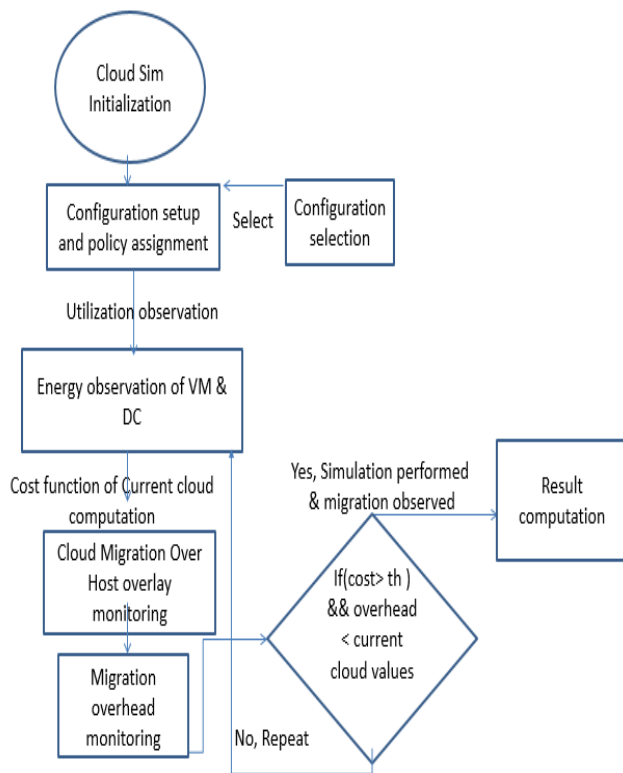 Cloud Sim
Initialization
Configuration setup
and policy assignment
Select
Configuration
selection
Utilization observation
Energy observation of VM &
DC
Cost function of Current cloud
computation
Cloud Migration Over
Host overlay
monitoring
Migration
overhead
monitoring
Yes, Simulation performed
& migration observed
Result
computation
If(cost> th )
&& overhead
< current
cloud values
No, Repeat